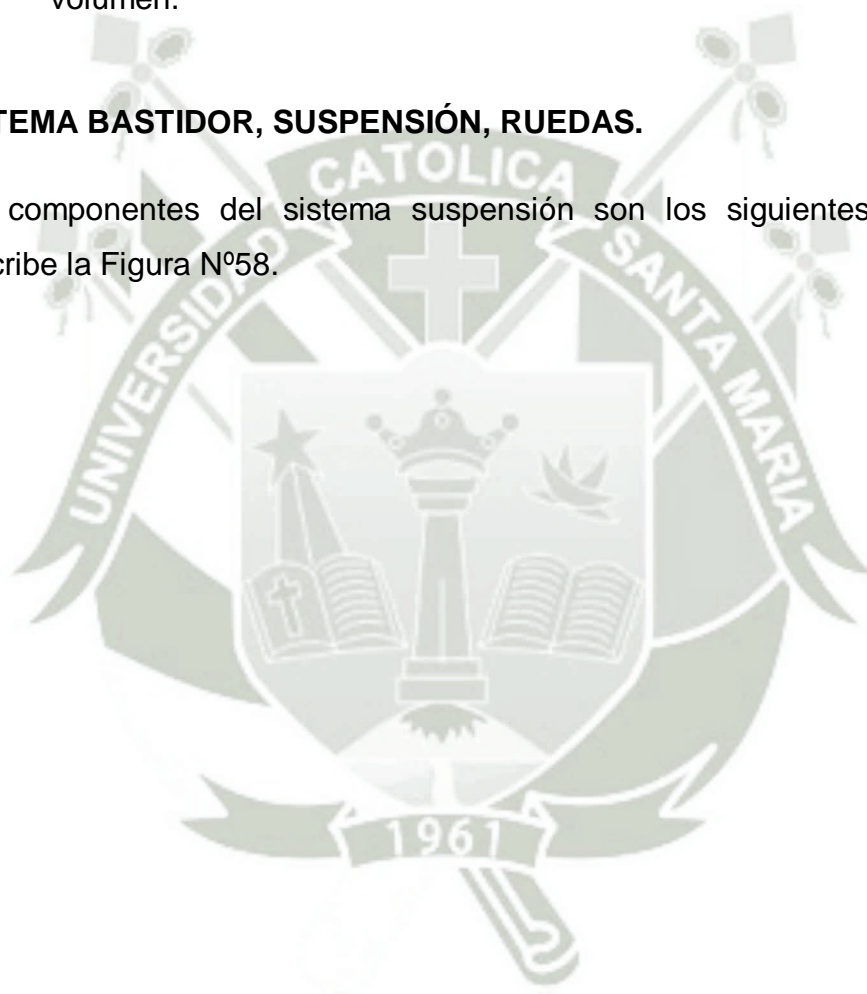 volumen.
TEMA BASTIDOR, SUSPENSIÓN, RUEDAS.
componentes del sistema suspensión son los siguientes
cribe la Figura Nº58.
UNIVERSIDAD
CATOLICA
SANTA MARIA
1961